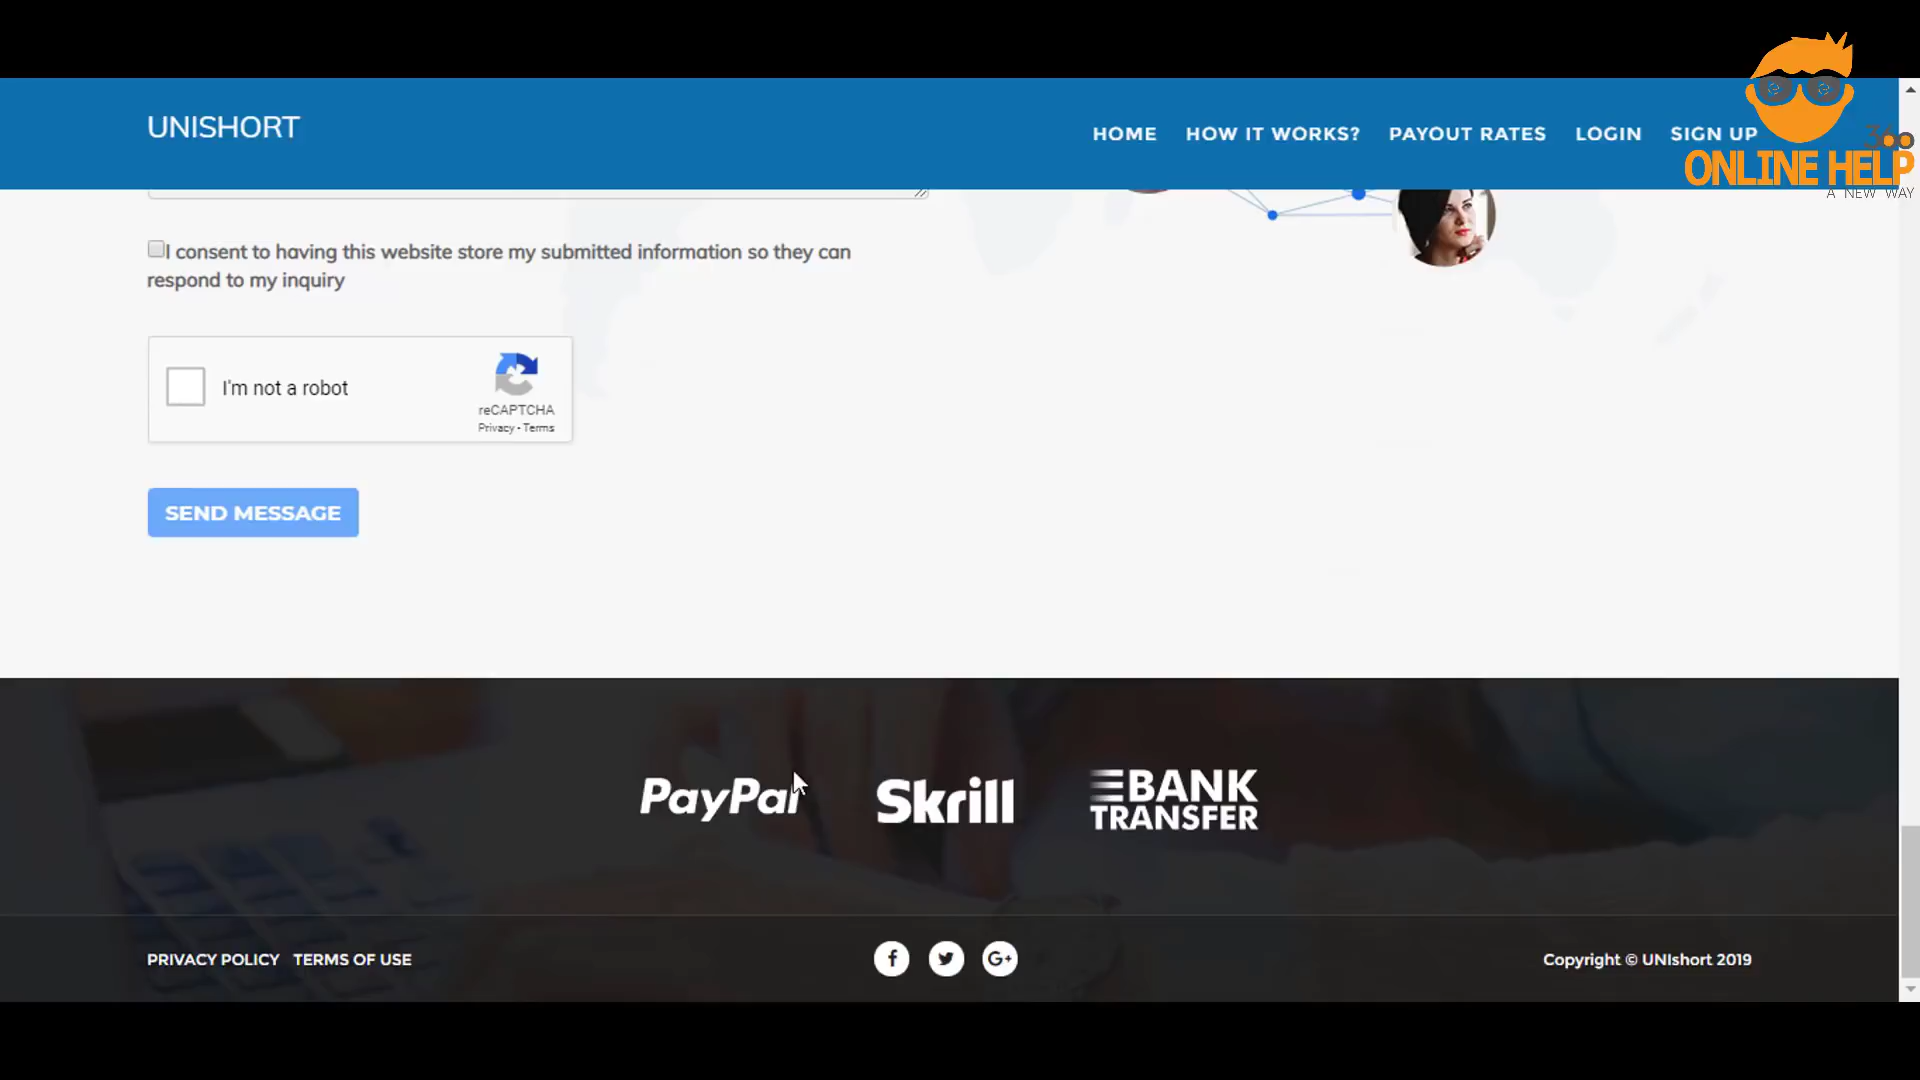 UNISHORT
HOME HOW IT WORKS? PAYOUT RATES LOGIN SIGN UP
360
ONLINE HELP
A NEW WAY
I consent to having this website store my submitted information so they can
respond to my inquiry
I'm not a robot
reCAPTCHA
Privacy - Terms
SEND MESSAGE
PayPal Skrill BANK
TRANSFER
PRIVACY POLICY TERMS OF USE
f G+
Copyright © UNIshort 2019